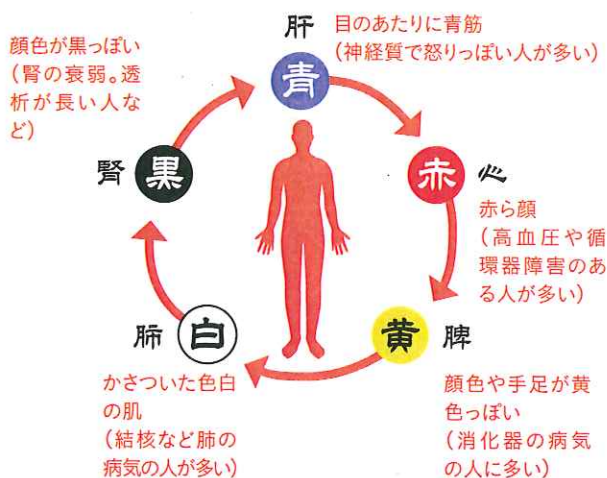 肝
青
目のあたりに青筋
(神経質で怒りっぽい人が多い)
赤
心
赤ら顔
(高血圧や循
環器障害のあ
る人が多い)
黄
脾
顔色や手足が黄
色っぽい
(消化器の病気
の人に多い)
肺
白
かさついた色白
の肌
(結核など肺の
病気の人が多い)
腎
黒
顔色が黒っぽい
(腎の衰弱。透
析が長い人な
ど)